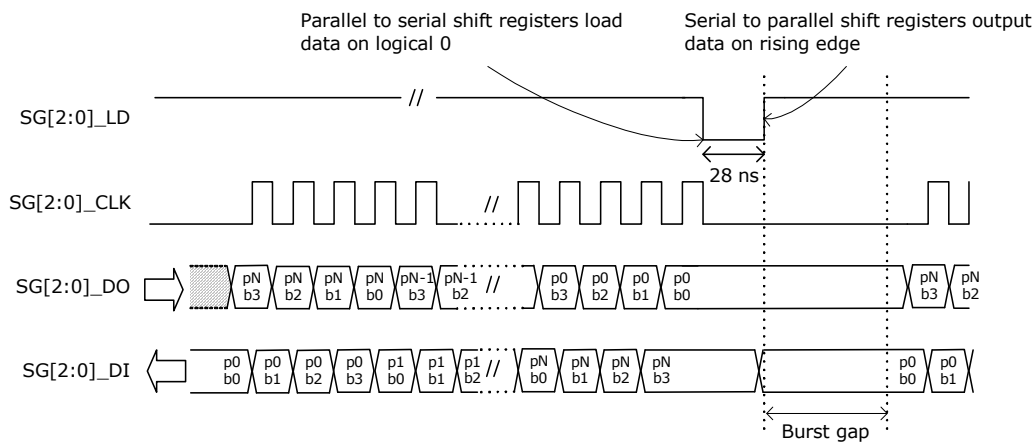 Parallel to serial shift registers load
data on logical 0
Serial to parallel shift registers output
data on rising edge
SG[2:0]_LD
//
28 ns
SG[2:0]_CLK
//
SG[2:0]_DO
pN pN pN pN pN-1 pN-1 // p0 p0 p0 p0 pN pN
b3 b2 b1 b0 b3 b2 b3 b2 b1 b0 b3 b2
SG[2:0]_DI
p0 p0 p0 p0 p1 p1 p1 // pN pN pN pN p0 p0
b0 b1 b2 b3 b0 b1 b2 b0 b1 b2 b3 b0 b1
Burst gap